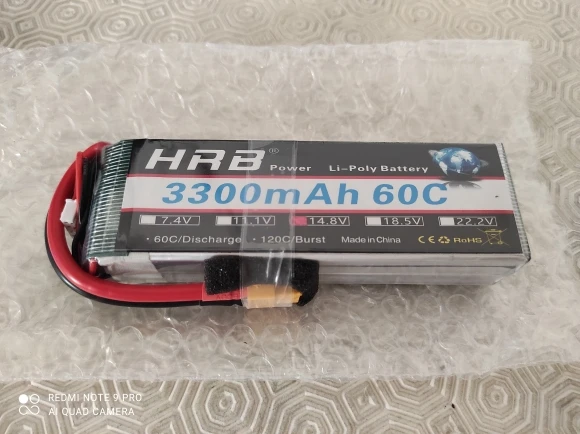 HRB® Power Li-Poly Battery
3300mAh 60C
7.4V 11.1V 14.8V 18.5V 22.2V
• 60C/Discharge • 120C/Burst Made in China CE RoHS
REDMI NOTE 9 PRO
AI QUAD CAMERA